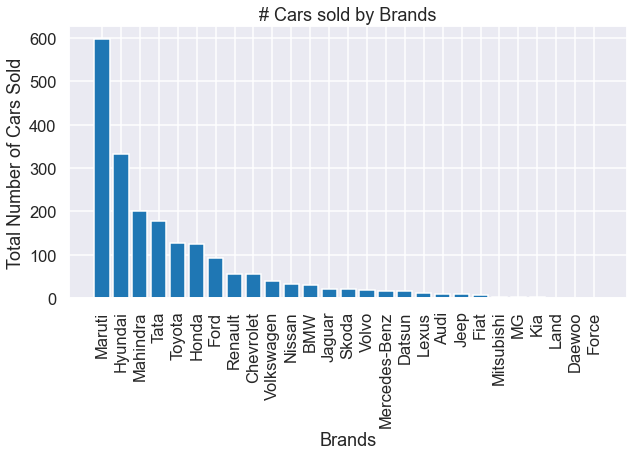 # Cars sold by Brands
Total Number of Cars Sold
600
500
400
300
200
100
0
Maruti
Hyundai
Mahindra
Tata
Toyota
Honda
Ford
Renault
Chevrolet
Volkswagen
Nissan
BMW
Jaguar
Skoda
Volvo
Mercedes-Benz
Datsun
Lexus
Audi
Jeep
Fiat
Mitsubishi
MG
Kia
Land
Daewoo
Force
Brands